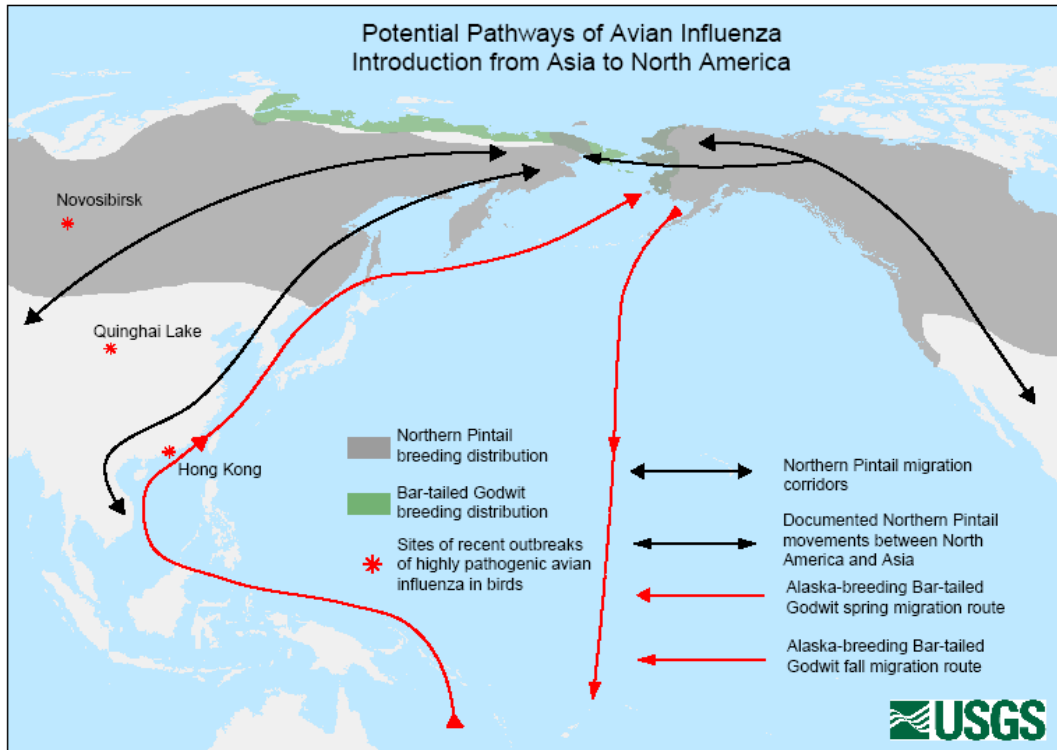 Potential Pathways of Avian Influenza
Introduction from Asia to North America
Novosibirsk
Quinghai Lake
Hong Kong
Northern Pintail
breeding distribution
Bar-tailed Godwit
breeding distribution
Sites of recent outbreaks
of highly pathogenic avian
influenza in birds
Northern Pintail migration
corridors
Documented Northern Pintail
movements between North
America and Asia
Alaska-breeding Bar-tailed
Godwit spring migration route
Alaska-breeding Bar-tailed
Godwit fall migration route
USGS